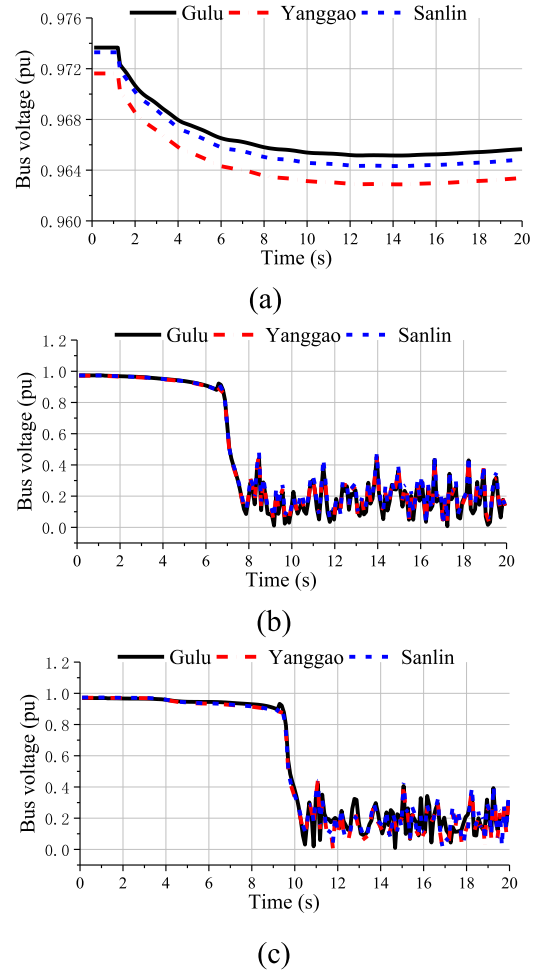 Gulu Yanggao Sanlin
0.976
0.972
0.968
0.964
0.960
Bus voltage (pu)
0 2 4 6 8 10 12 14 16 18 20
Time (s)
(a)
Gulu Yanggao Sanlin
1.2
1.0
0.8
0.6
0.4
0.2
0.0
Bus voltage (pu)
0 2 4 6 8 10 12 14 16 18 20
Time (s)
(b)
Gulu Yanggao Sanlin
1.2
1.0
0.8
0.6
0.4
0.2
0.0
Bus voltage (pu)
0 2 4 6 8 10 12 14 16 18 20
Time (s)
(c)